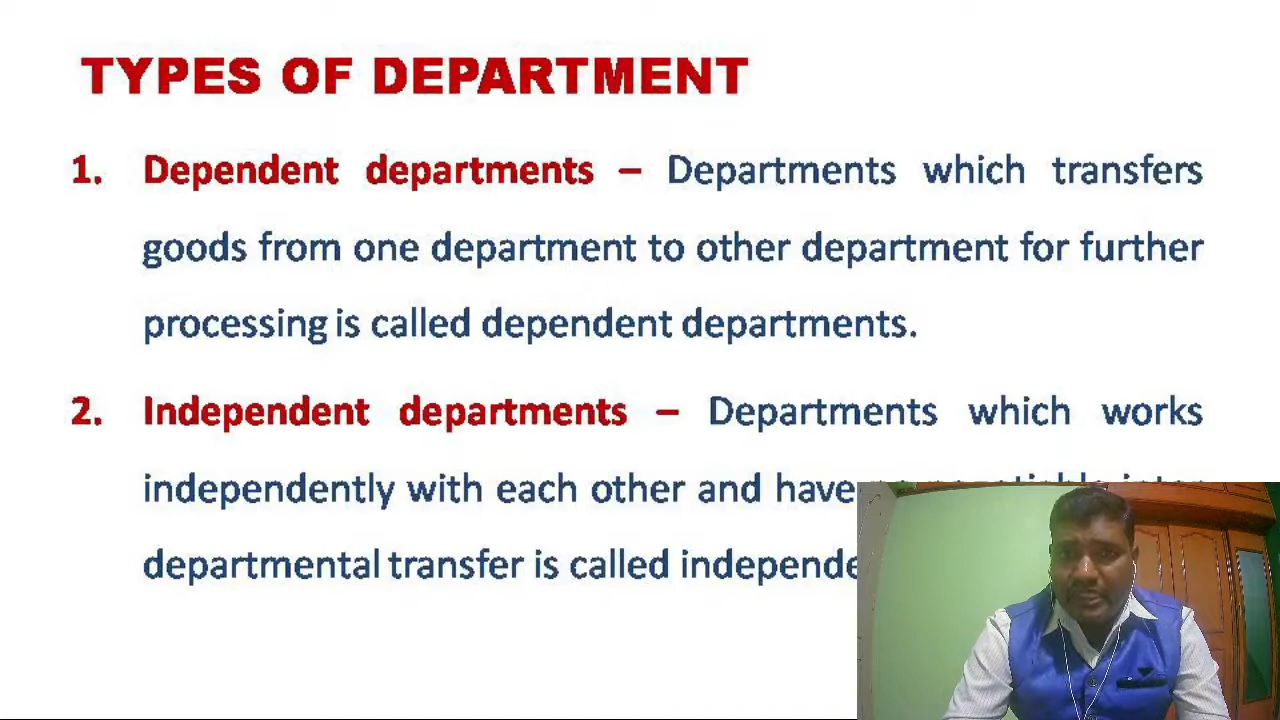 TYPES OF DEPARTMENT
1. Dependent departments – Departments which transfers
goods from one department to other department for further
processing is called dependent departments.
2. Independent departments – Departments which works
independently with each other and have
departmental transfer is called